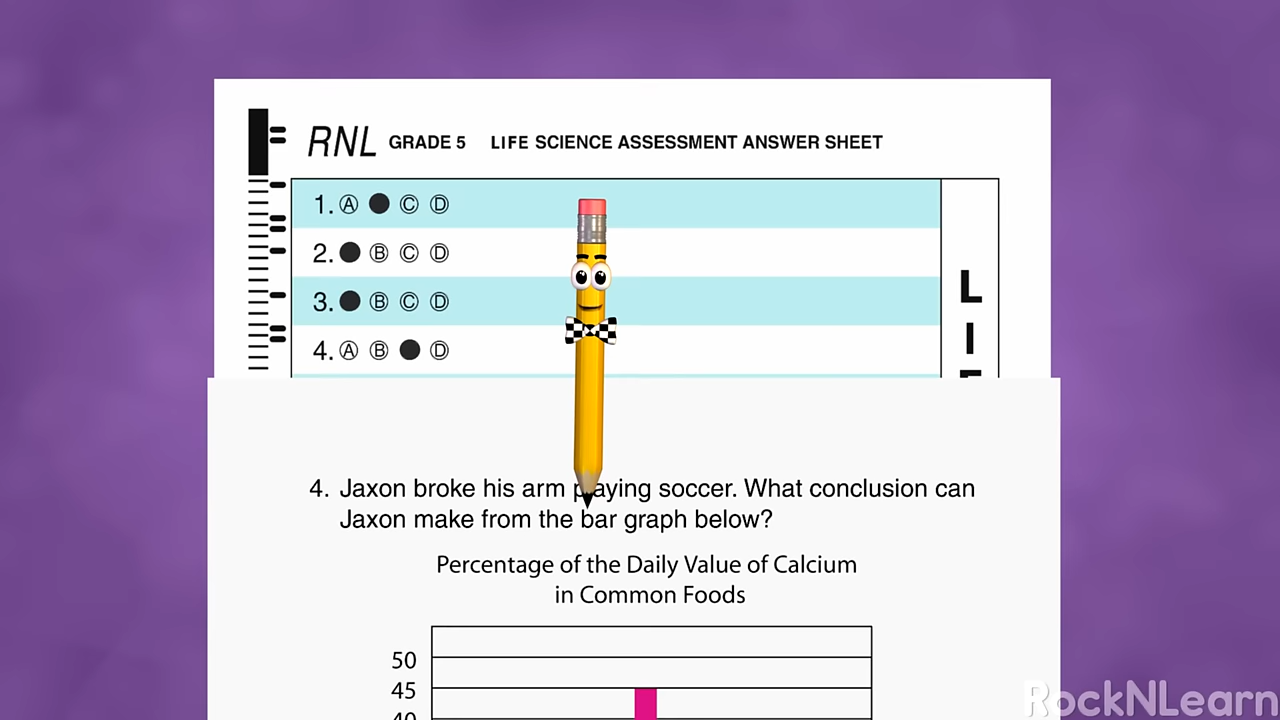 RNL GRADE 5 LIFE SCIENCE ASSESSMENT ANSWER SHEET
1. A C D
2. B C D
3. B C D
4. A B D
L
I
4. Jaxon broke his arm playing soccer. What conclusion can
Jaxon make from the bar graph below?
Percentage of the Daily Value of Calcium
in Common Foods
50
45
40
RockNLearn